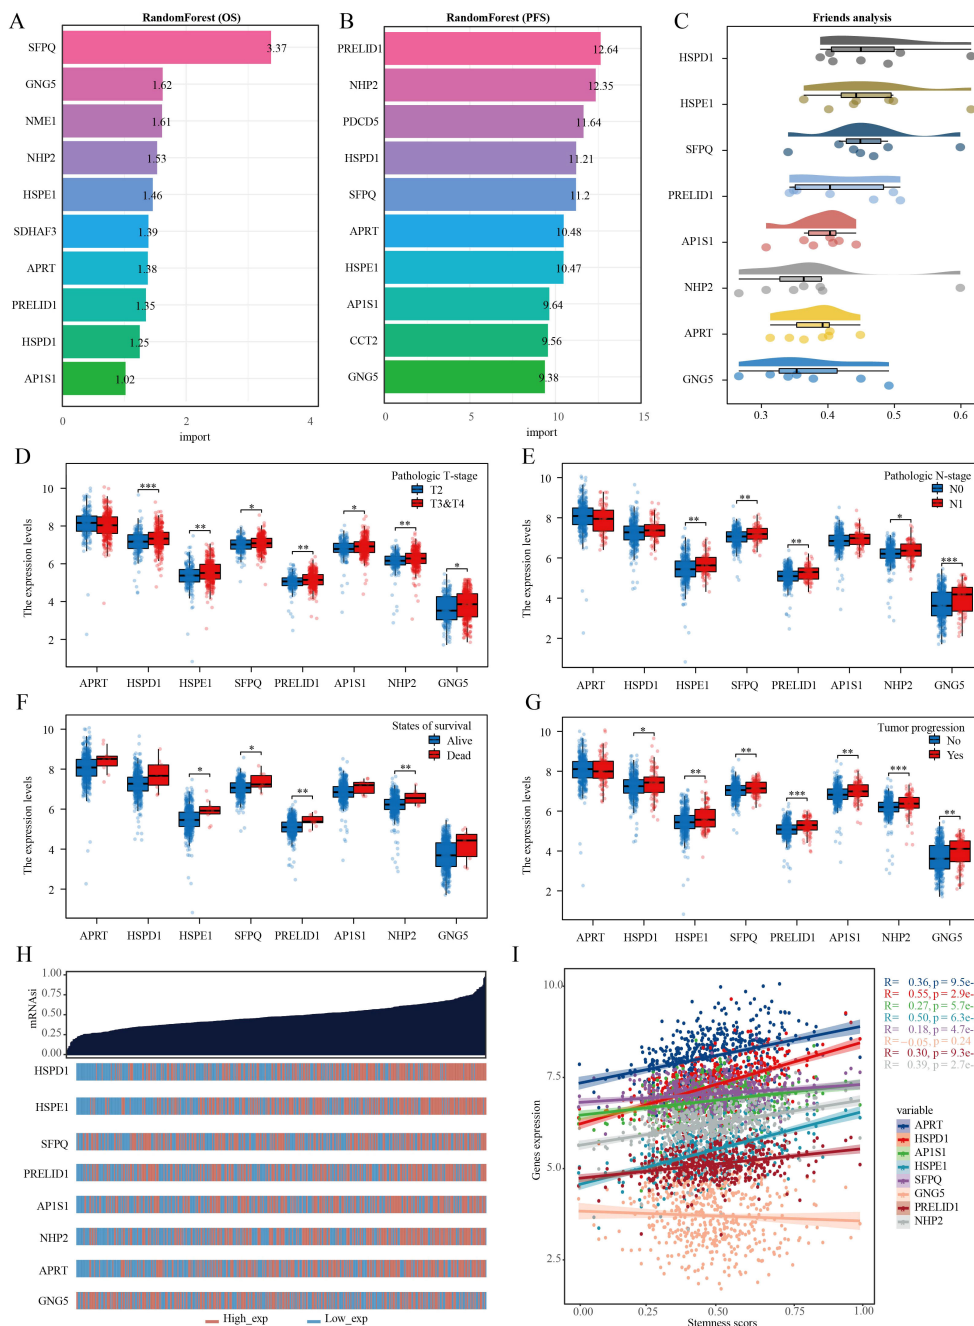 A
RandomForest (OS)
SFPQ 3.37
GNG5 1.62
NME1 1.61
NHP2 1.53
HSPE1 1.46
SDHAF3 1.39
APRT 1.38
PRELID1 1.35
HSPD1 1.25
AP1S1 1.02
0 2 4
import
B
RandomForest (PFS)
PRELID1 12.64
NHP2 12.35
PDCD5 11.64
HSPD1 11.21
SFPQ 11.2
APRT 10.48
HSPE1 10.47
AP1S1 9.64
CCT2 9.56
GNG5 9.38
0 5 10 15
import
C
Friends analysis
HSPD1
HSPE1
SFPQ
PRELID1
AP1S1
NHP2
APRT
GNG5
0.3 0.4 0.5 0.6
D
Pathologic T-stage
T2
T3&T4
The expression levels
10
8
6
4
2
*** ** * ** * ** *
APRT HSPD1 HSPE1 SFPQ PRELID1 AP1S1 NHP2 GNG5
E
Pathologic N-stage
N0
N1
The expression levels
10
8
6
4
2
** ** ** * ***
APRT HSPD1 HSPE1 SFPQ PRELID1 AP1S1 NHP2 GNG5
F
States of survival
Alive
Dead
The expression levels
10
8
6
4
2
* * ** **
APRT HSPD1 HSPE1 SFPQ PRELID1 AP1S1 NHP2 GNG5
G
Tumor progression
No
Yes
The expression levels
10
8
6
4
2
* ** ** *** ** *** **
APRT HSPD1 HSPE1 SFPQ PRELID1 AP1S1 NHP2 GNG5
H
mRNAsi
1.00
0.75
0.50
0.25
0.00
HSPD1
HSPE1
SFPQ
PRELID1
AP1S1
NHP2
APRT
GNG5
High_exp Low_exp
I
Genes expression
10.0
7.5
5.0
2.5
0.00 0.25 0.50 0.75 1.00
Stemness scors
R= 0.36, p = 9.5e-
R= 0.55, p = 2.9e-
R= 0.27, p = 5.7e-
R= 0.50, p = 6.3e-
R= 0.18, p = 4.7e-
R= −0.05, p = 0.24
R= 0.30, p = 9.3e-
R= 0.39, p = 2.7e-
variable
APRT
HSPD1
AP1S1
HSPE1
SFPQ
GNG5
PRELID1
NHP2